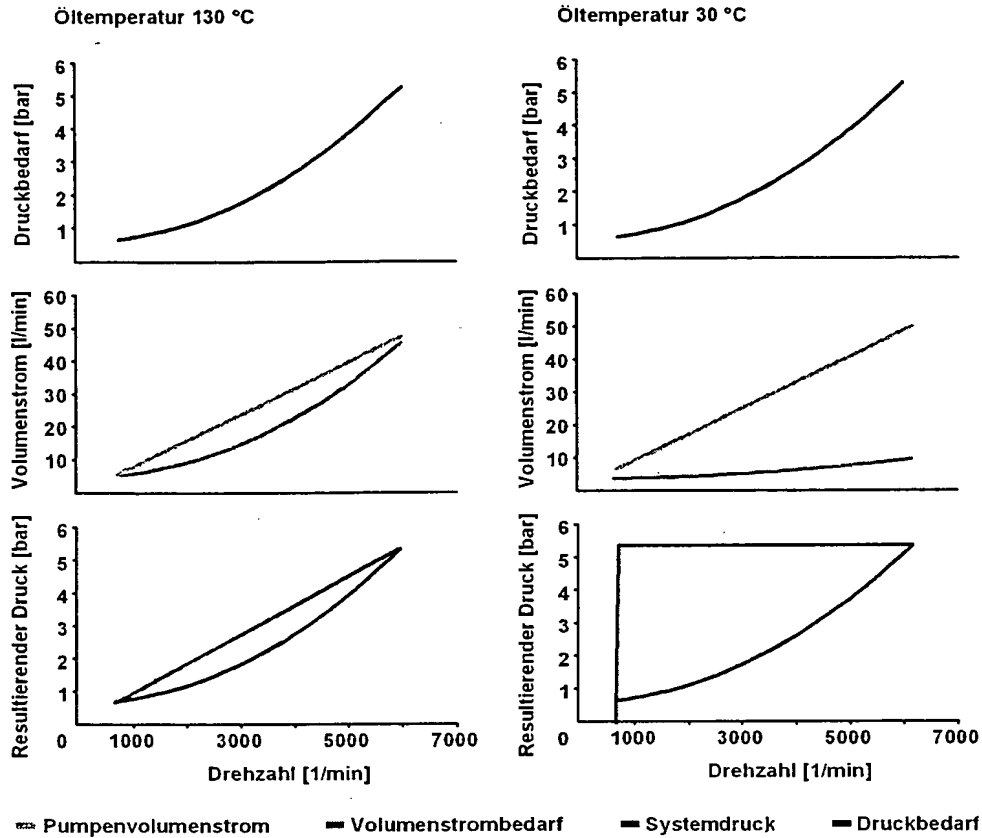 Öltemperatur 130 °C
Öltemperatur 30 °C
Druckbedarf [bar]
6
5
4
3
2
1
Druckbedarf [bar]
6
5
4
3
2
1
Volumenstrom [l/min]
60
50
40
30
20
10
Volumenstrom [l/min]
60
50
40
30
20
10
Resultierender Druck [bar]
6
5
4
3
2
1
0 1000 3000 5000 7000
Drehzahl [1/min]
Resultierender Druck [bar]
6
5
4
3
2
1
0 1000 3000 5000 7000
Drehzahl [1/min]
Pumpenvolumenstrom Volumenstrombedarf Systemdruck Druckbedarf